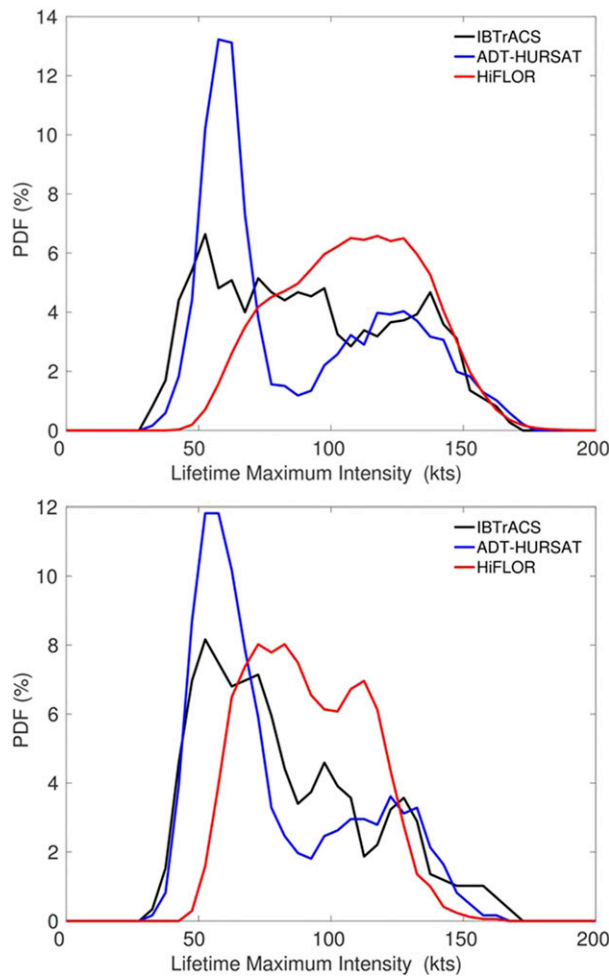 14
12
10
8
6
4
2
0
PDF (%)
IBTrACS
ADT-HURSAT
HiFLOR
0 50 100 150 200
Lifetime Maximum Intensity (kts)
12
10
8
6
4
2
0
PDF (%)
IBTrACS
ADT-HURSAT
HiFLOR
0 50 100 150 200
Lifetime Maximum Intensity (kts)